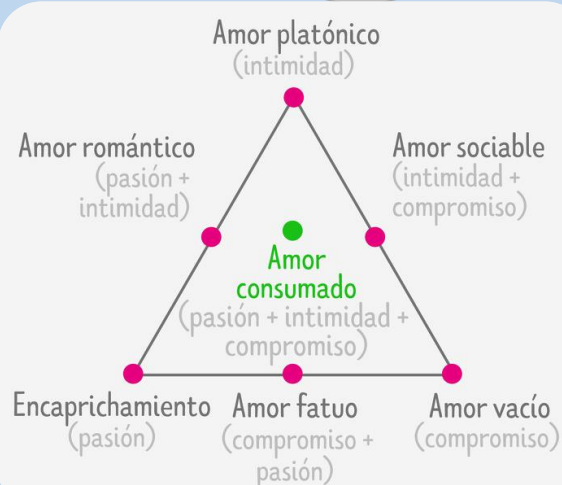 Amor platónico
(intimidad)
Amor romántico
(pasión +
intimidad)
Amor sociable
(intimidad +
compromiso)
Amor
consumado
(pasión + intimidad +
compromiso)
Encaprichamiento
(pasión)
Amor fatuo
(compromiso +
pasión)
Amor vacío
(compromiso)